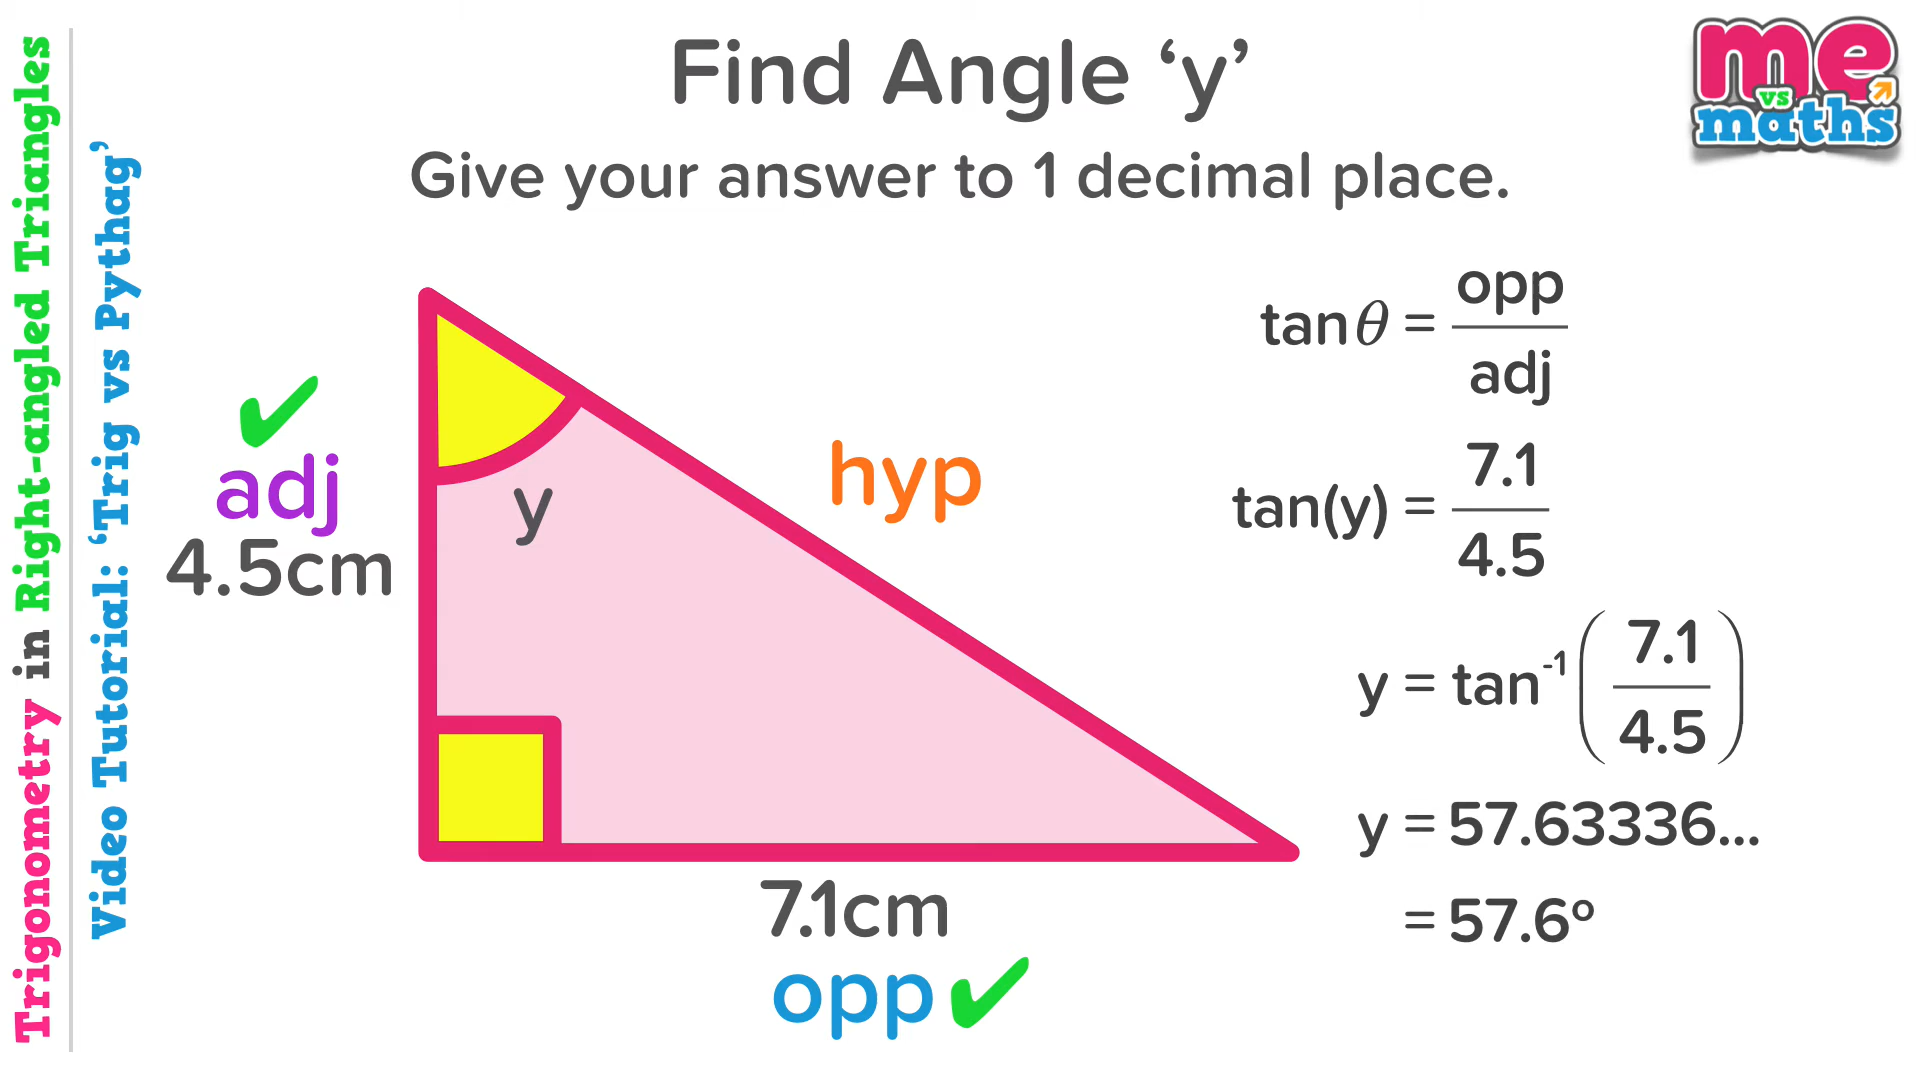 Find Angle ‘y’
Give your answer to 1 decimal place.
me
vs
maths
Trigonometry in Right-angled Triangles
Video Tutorial: ‘Trig vs Pythag’
adj
4.5cm
y
hyp
7.1cm
opp
tanθ = opp/adj
tan(y) = 7.1/4.5
y = tan⁻¹(7.1/4.5)
y = 57.63336...
= 57.6º